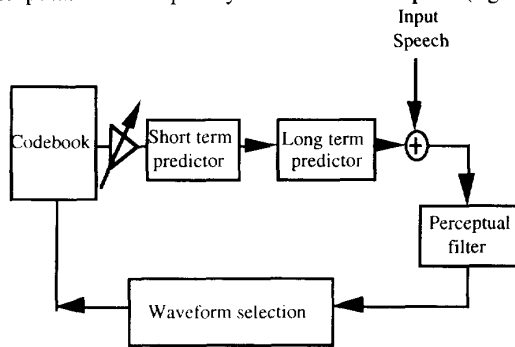 Input
Speech
Codebook
Short term
predictor
Long term
predictor
+
Perceptual
filter
Waveform selection